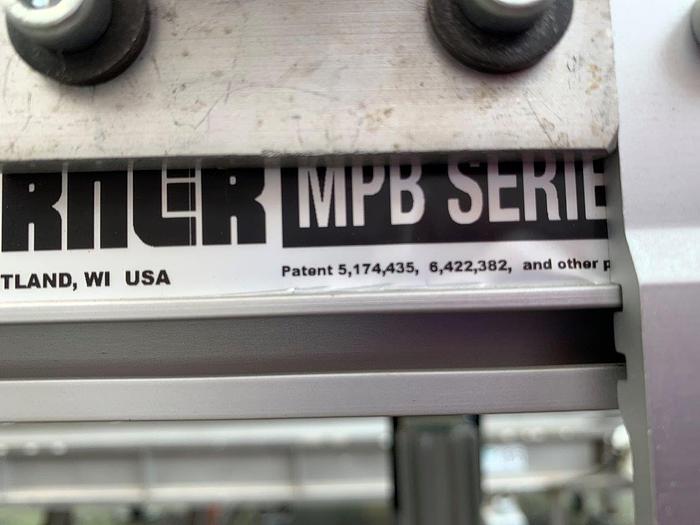 RNER MPB SERIE
TLAND, WI USA
Patent 5,174,435, 6,422,382, and other p